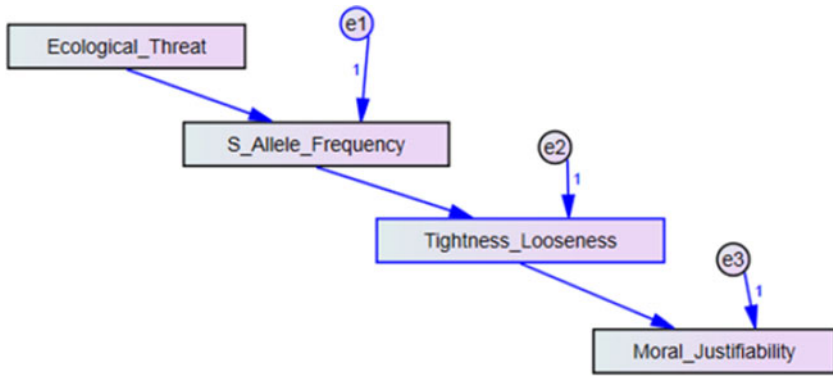 Ecological_Threat
e1
1
S_Allele_Frequency
e2
1
Tightness_Looseness
e3
1
Moral_Justifiability